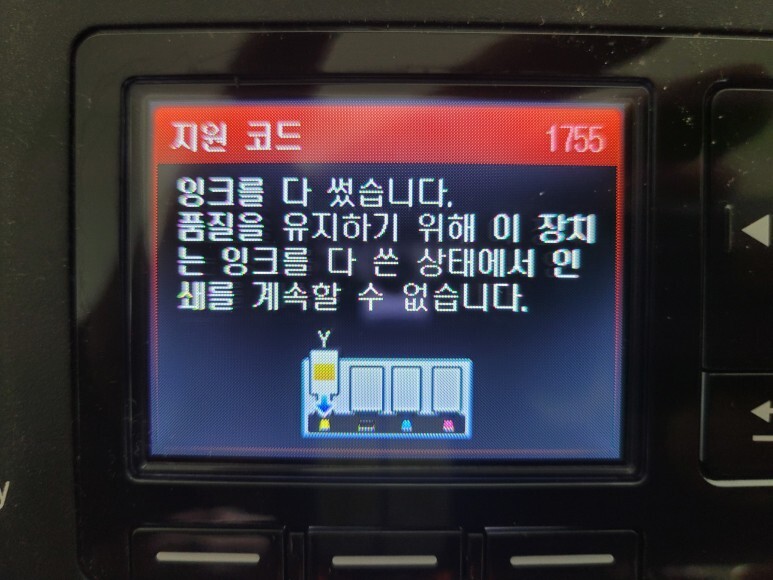 지원 코드 1755
잉크를 다 썼습니다.
품질을 유지하기 위해 이 장치
는 잉크를 다 쓴 상태에서 인
쇄를 계속할 수 없습니다.
Y
y